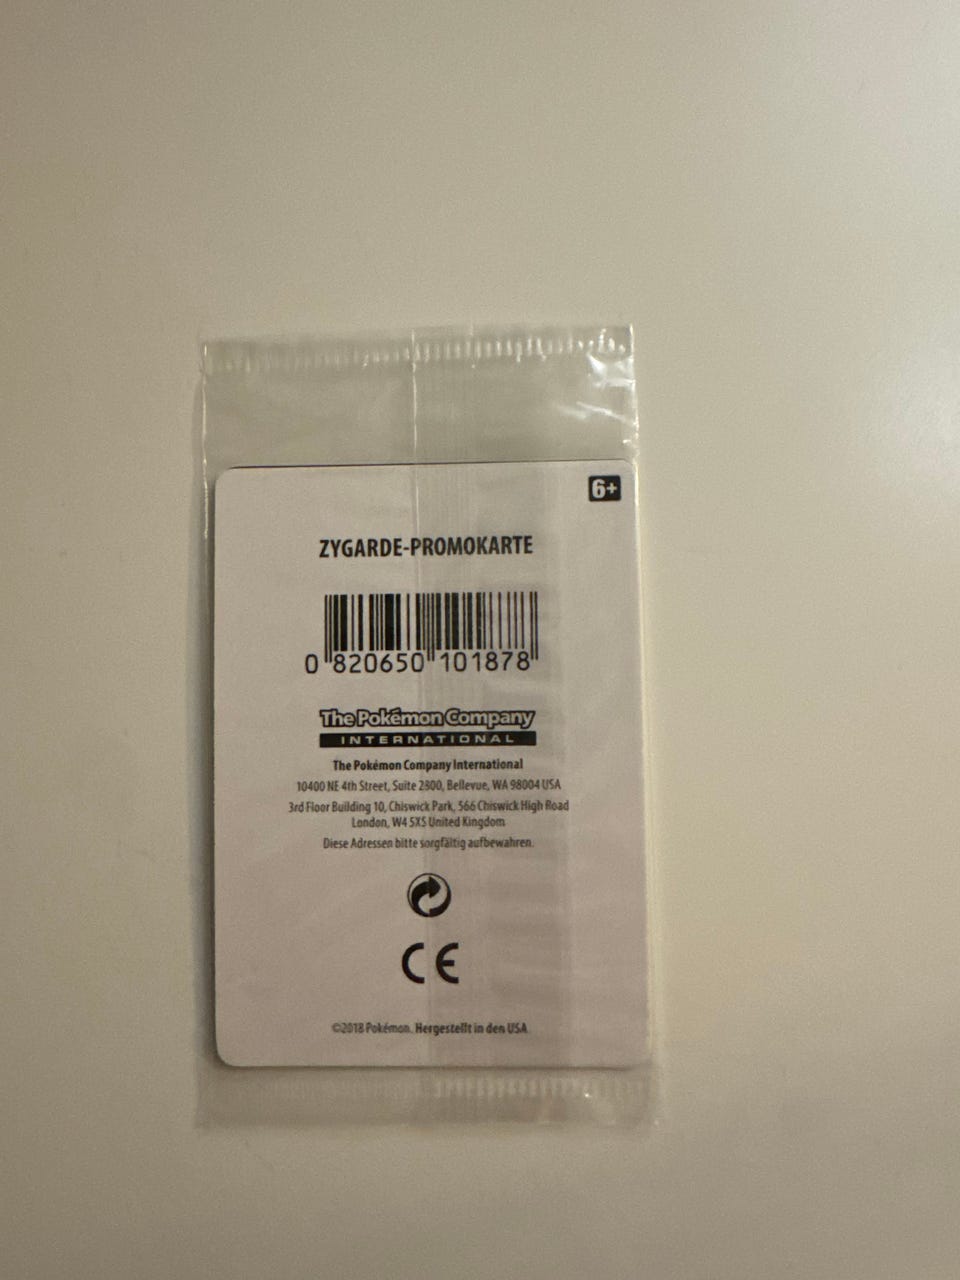 6+
ZYGARDE-PROMOKARTE
0 820650 101878
The Pokémon Company
INTERNATIONAL
The Pokémon Company International
10400 NE 4th Street, Suite 2800, Bellevue, WA 98004 USA
3rd Floor Building 10, Chiswick Park, 566 Chiswick High Road
London, W4 5XS United Kingdom
Diese Adressen bitte sorgfältig aufbewahren.
CE
©2018 Pokémon. Hergestellt in den USA.